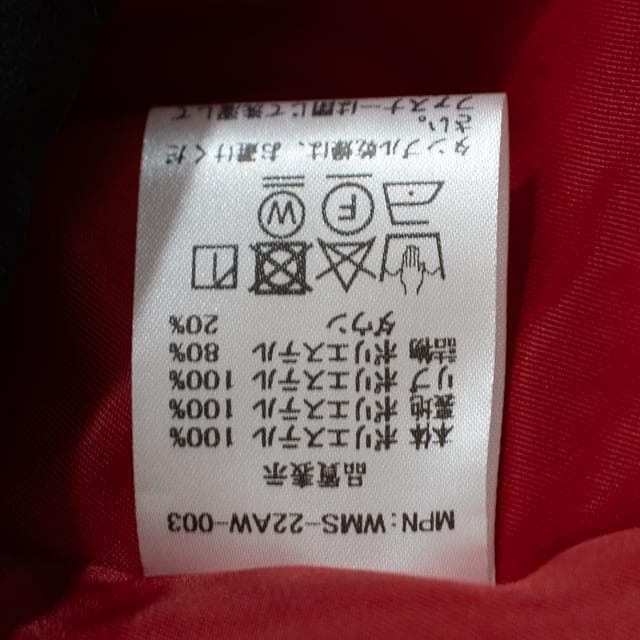 MPN:WMS-22AW-003
品質表示
本体 ポリエステル 100%
裏地 ポリエステル 100%
リブ ポリエステル 100%
詰物 ポリエステル 80%
ダウン 20%
F W
タンブル乾燥は、お避けくだ
さい。
ファスナーは閉じて洗濯して